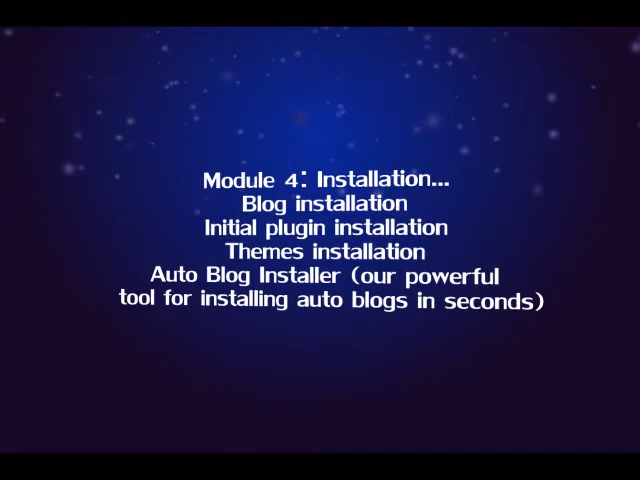 Module 4: Installation...
Blog installation
Initial plugin installation
Themes installation
Auto Blog Installer (our powerful
tool for installing auto blogs in seconds)